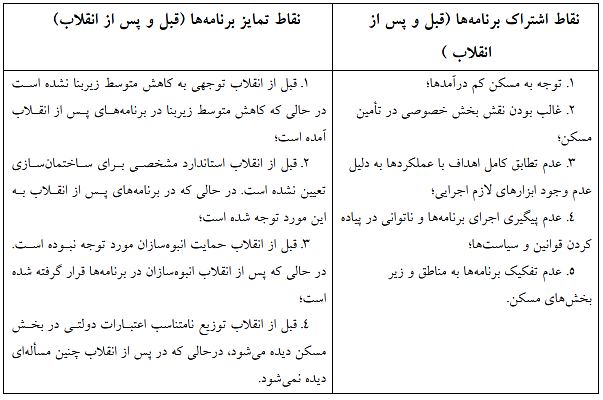 نقاط اشتراک برنامه‌ها (قبل و پس از
انقلاب )
۱. توجه به مسکن کم درآمدها؛
۲. غالب بودن نقش بخش خصوصی در تأمین
مسکن؛
۳. عدم تطابق کامل اهداف با عملکردها به دلیل
عدم وجود ابزارهای لازم اجرایی؛
۴. عدم پیگیری اجرای برنامه‌ها و ناتوانی در پیاده
کردن قوانین و سیاست‌ها؛
۵. عدم تفکیک برنامه‌ها به مناطق و زیر
بخش‌های مسکن.
نقاط تمایز برنامه‌ها (قبل و پس از انقلاب)
۱. قبل از انقلاب توجهی به کاهش متوسط زیربنا نشده است
در حالی که کاهش متوسط زیربنا در برنامه‌های پس از انقلاب
آمده است؛
۲. قبل از انقلاب استاندارد مشخصی برای ساختمان‌سازی
تعیین نشده است. در حالی که در برنامه‌های پس از انقلاب به
این مورد توجه شده است؛
۳. قبل از انقلاب حمایت انبوه‌سازان مورد توجه نبوده است.
در حالی که پس از انقلاب انبوه‌سازان در برنامه‌ها قرار گرفته شده
است؛
۴. قبل از انقلاب توزیع نامتناسب اعتبارات دولتی در بخش
مسکن دیده می‌شود، درحالی که در پس از انقلاب چنین مسأله‌ای
دیده نمی‌شود.